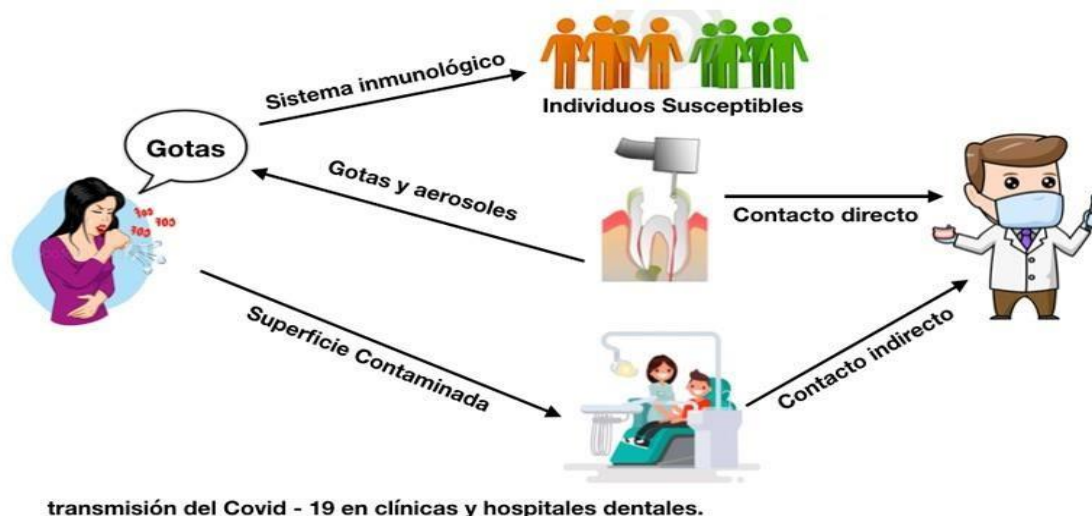 Sistema inmunológico
Individuos Susceptibles
Gotas
Gotas y aerosoles
Contacto directo
Superficie Contaminada
Contacto indirecto
transmisión del Covid - 19 en clínicas y hospitales dentales.